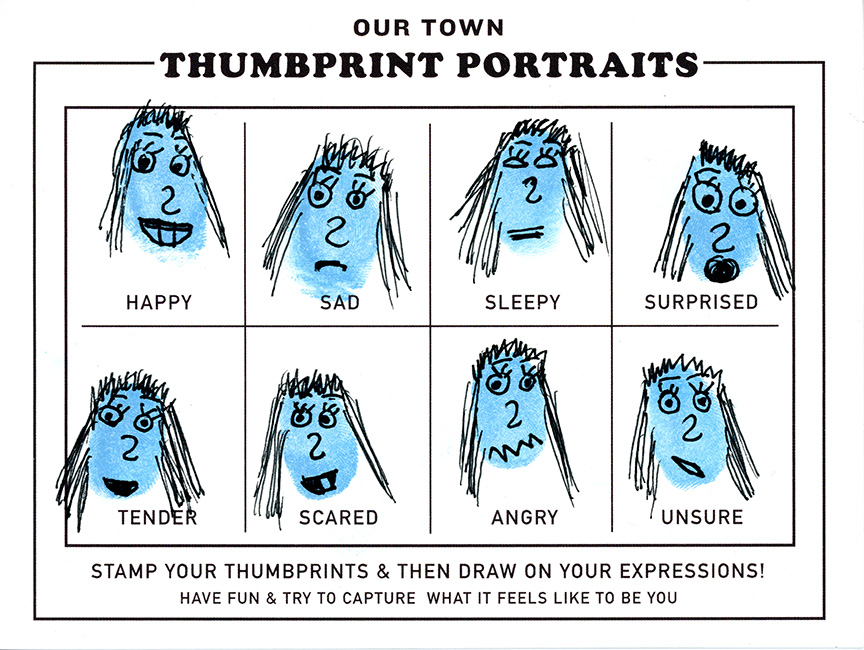 OUR TOWN
THUMBPRINT PORTRAITS
HAPPY SAD SLEEPY SURPRISED
TENDER SCARED ANGRY UNSURE
STAMP YOUR THUMBPRINTS & THEN DRAW ON YOUR EXPRESSIONS!
HAVE FUN & TRY TO CAPTURE WHAT IT FEELS LIKE TO BE YOU